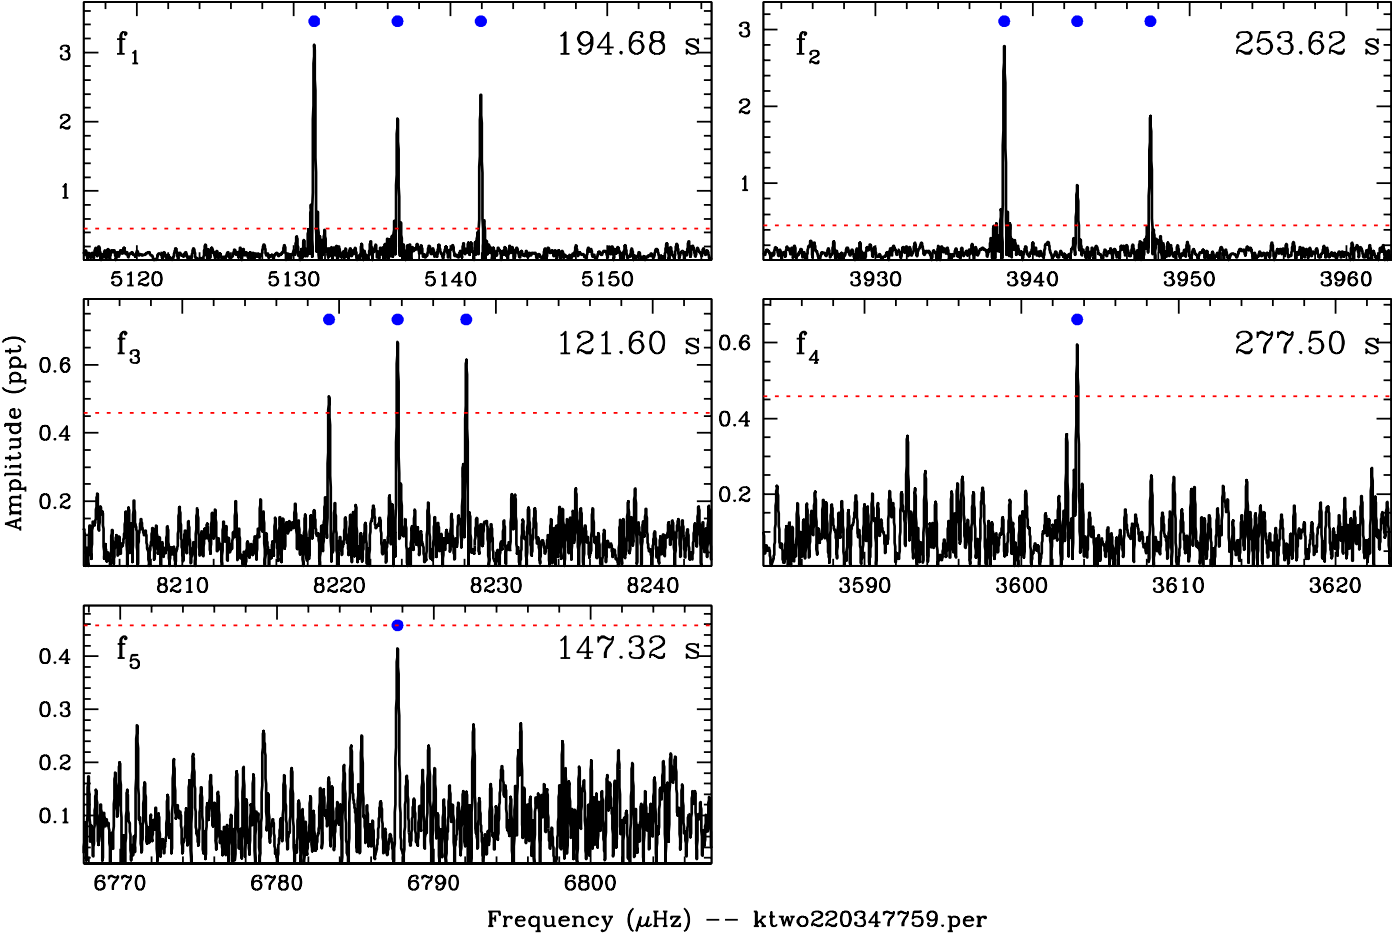 f1 194.68 s
3
2
1
5120 5130 5140 5150
f2 253.62 s
3
2
1
3930 3940 3950 3960
Amplitude (ppt)
f3 121.60 s
0.6
0.4
0.2
8210 8220 8230 8240
f4 277.50 s
0.6
0.4
0.2
3590 3600 3610 3620
f5 147.32 s
0.4
0.3
0.2
0.1
6770 6780 6790 6800
Frequency (μHz) -- ktwo220347759.per